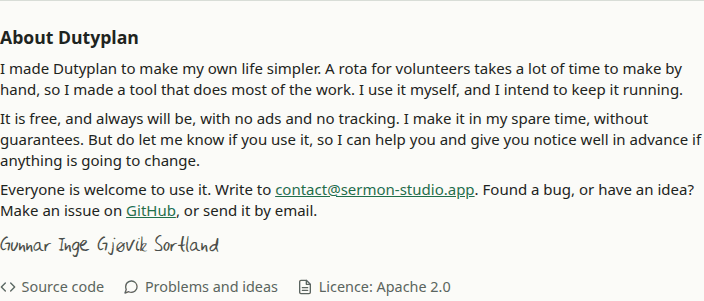 About Dutyplan
I made Dutyplan to make my own life simpler. A rota for volunteers takes a lot of time to make by
hand, so I made a tool that does most of the work. I use it myself, and I intend to keep it running.
It is free, and always will be, with no ads and no tracking. I make it in my spare time, without
guarantees. But do let me know if you use it, so I can help you and give you notice well in advance if
anything is going to change.
Everyone is welcome to use it. Write to contact@sermon-studio.app. Found a bug, or have an idea?
Make an issue on GitHub, or send it by email.
Gunnar Inge Gjøvik Sortland
Source code Problems and ideas Licence: Apache 2.0